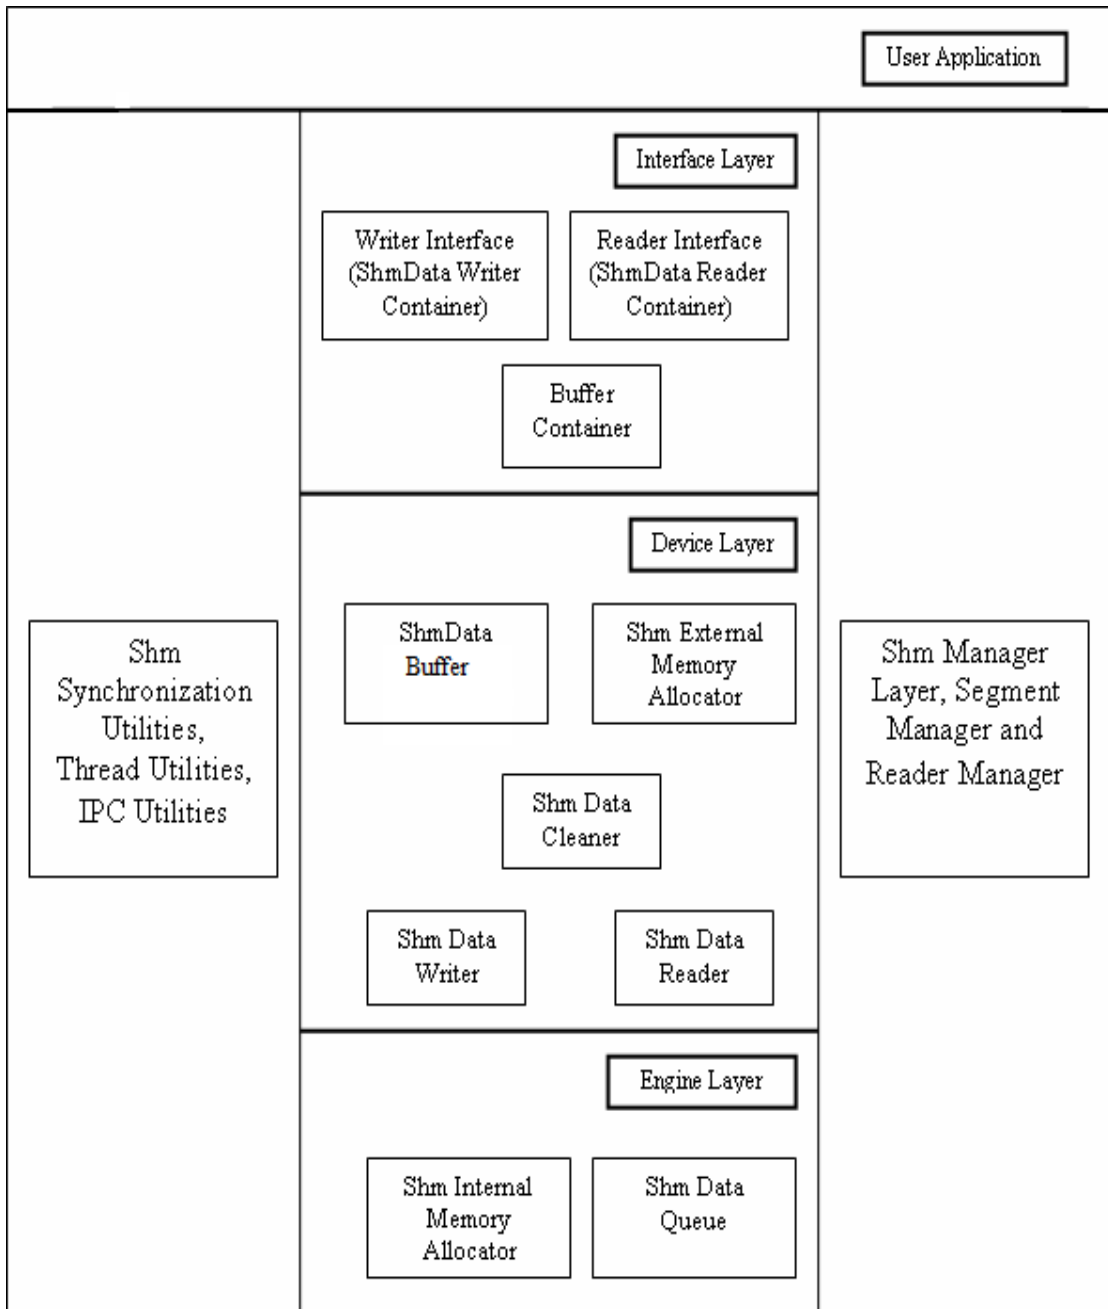 User Application
Interface Layer
Writer Interface
(ShmData Writer
Container)
Reader Interface
(ShmData Reader
Container)
Buffer
Container
Device Layer
ShmData
Buffer
Shm External
Memory
Allocator
Shm
Synchronization
Utilities,
Thread Utilities,
IPC Utilities
Shm Manager
Layer, Segment
Manager and
Reader Manager
Shm Data
Cleaner
Shm Data
Writer
Shm Data
Reader
Engine Layer
Shm Internal
Memory
Allocator
Shm Data
Queue